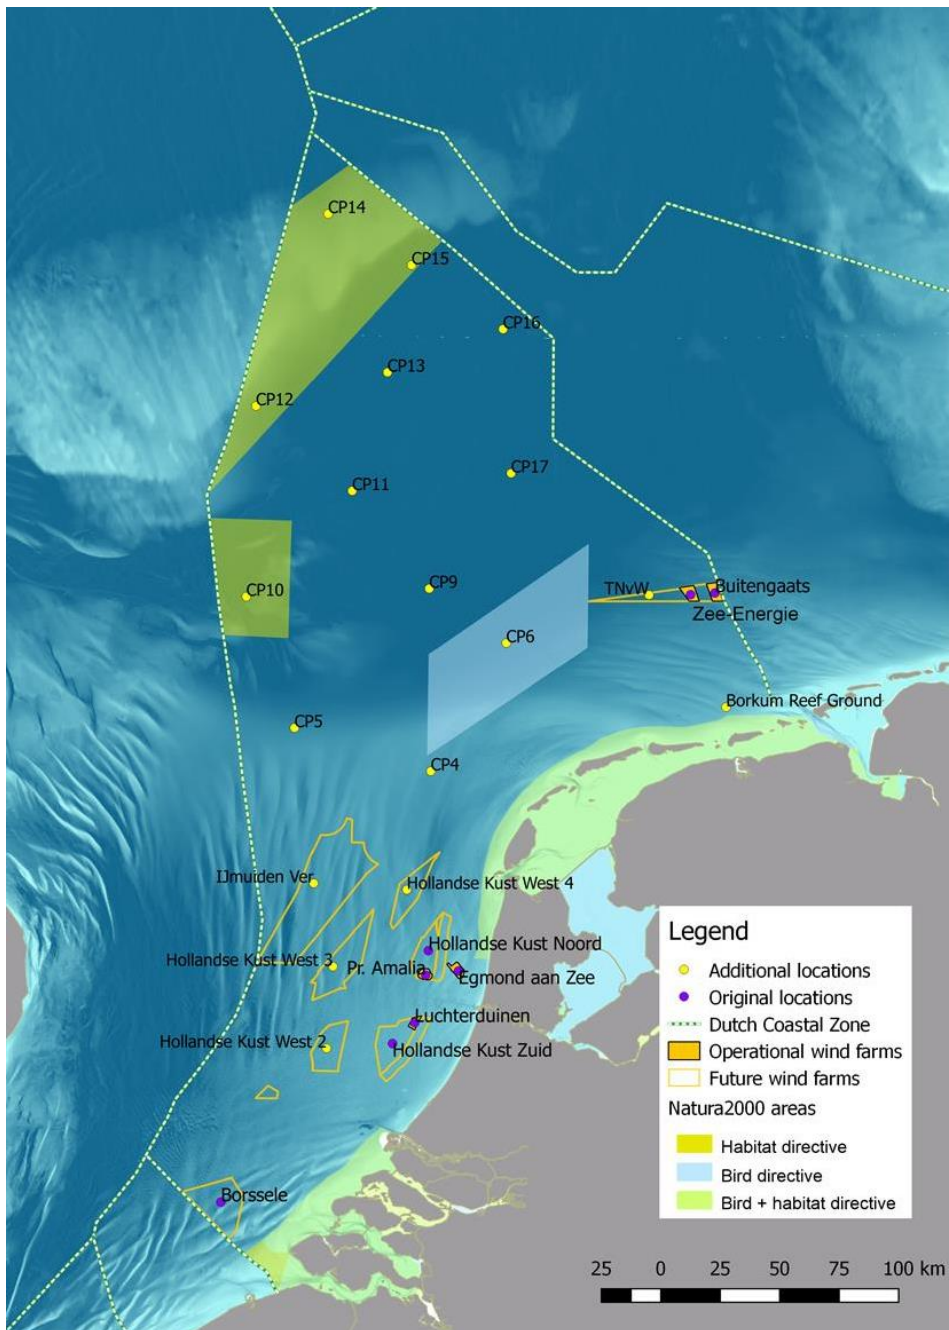 CP14
CP15
CP16
CP13
CP12
CP17
CP11
CP9
CP10
TNvW
Buitengaats
Zee-Energie
CP6
Borkum Reef Ground
CP5
CP4
IJmuiden Ver
Hollandse Kust West 4
Hollandse Kust Noord
Hollandse Kust West 3
Pr. Amalia
Egmond aan Zee
Luchterduinen
Hollandse Kust West 2
Hollandse Kust Zuid
Borssele
Legend
Additional locations
Original locations
Dutch Coastal Zone
Operational wind farms
Future wind farms
Natura2000 areas
Habitat directive
Bird directive
Bird + habitat directive
25 0 25 50 75 100 km